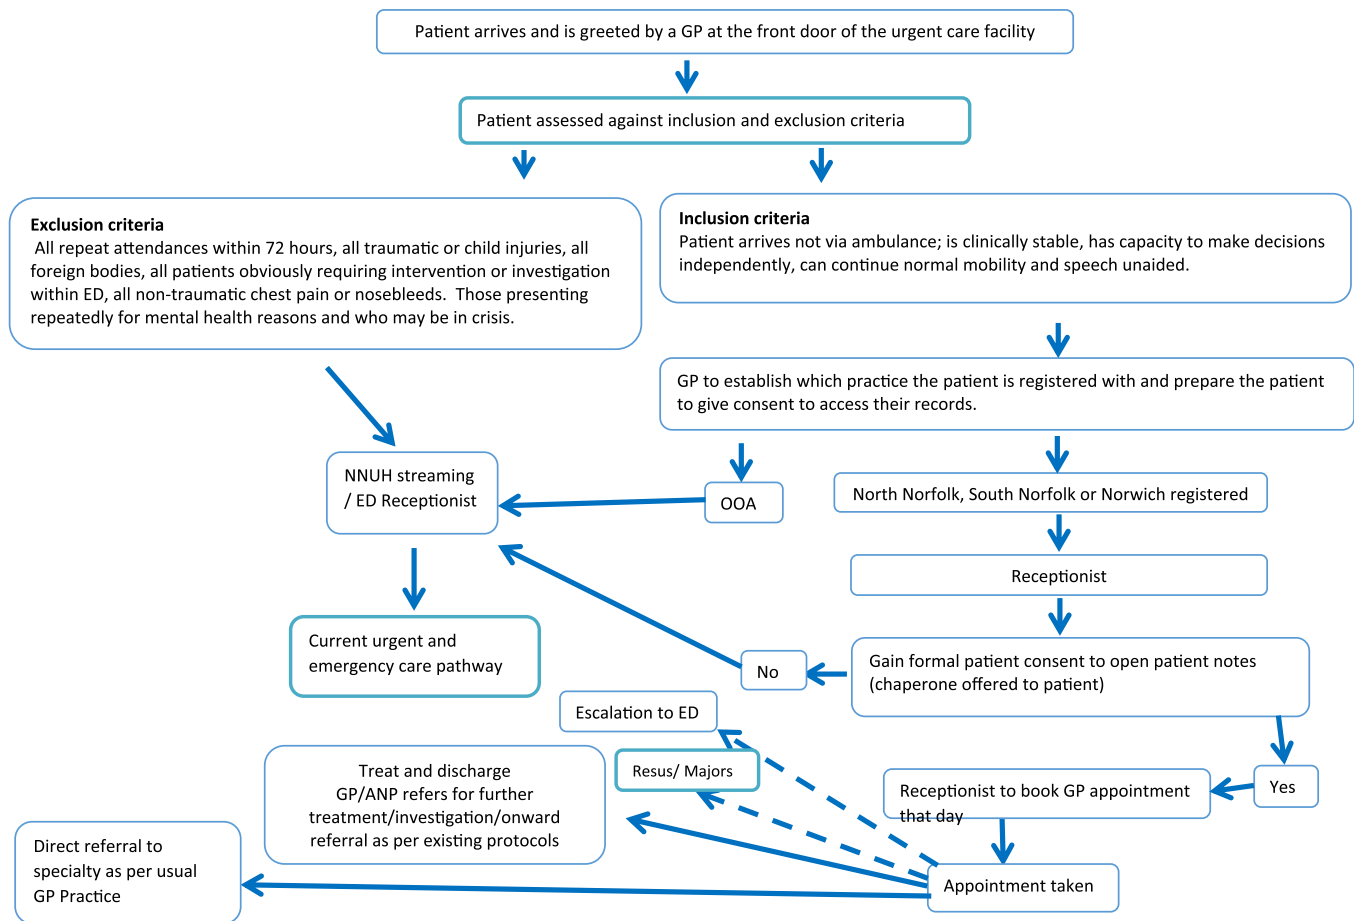 Patient arrives and is greeted by a GP at the front door of the urgent care facility
Patient assessed against inclusion and exclusion criteria
Exclusion criteria
All repeat attendances within 72 hours, all traumatic or child injuries, all
foreign bodies, all patients obviously requiring intervention or investigation
within ED, all non-traumatic chest pain or nosebleeds.  Those presenting
repeatedly for mental health reasons and who may be in crisis.
Inclusion criteria
Patient arrives not via ambulance; is clinically stable, has capacity to make decisions
independently, can continue normal mobility and speech unaided.
GP to establish which practice the patient is registered with and prepare the patient
to give consent to access their records.
NNUH streaming
/ ED Receptionist
OOA
North Norfolk, South Norfolk or Norwich registered
Receptionist
Current urgent and
emergency care pathway
No
Gain formal patient consent to open patient notes
(chaperone offered to patient)
Escalation to ED
Resus/ Majors
Yes
Receptionist to book GP appointment
that day
Treat and discharge
GP/ANP refers for further
treatment/investigation/onward
referral as per existing protocols
Direct referral to
specialty as per usual
GP Practice
Appointment taken